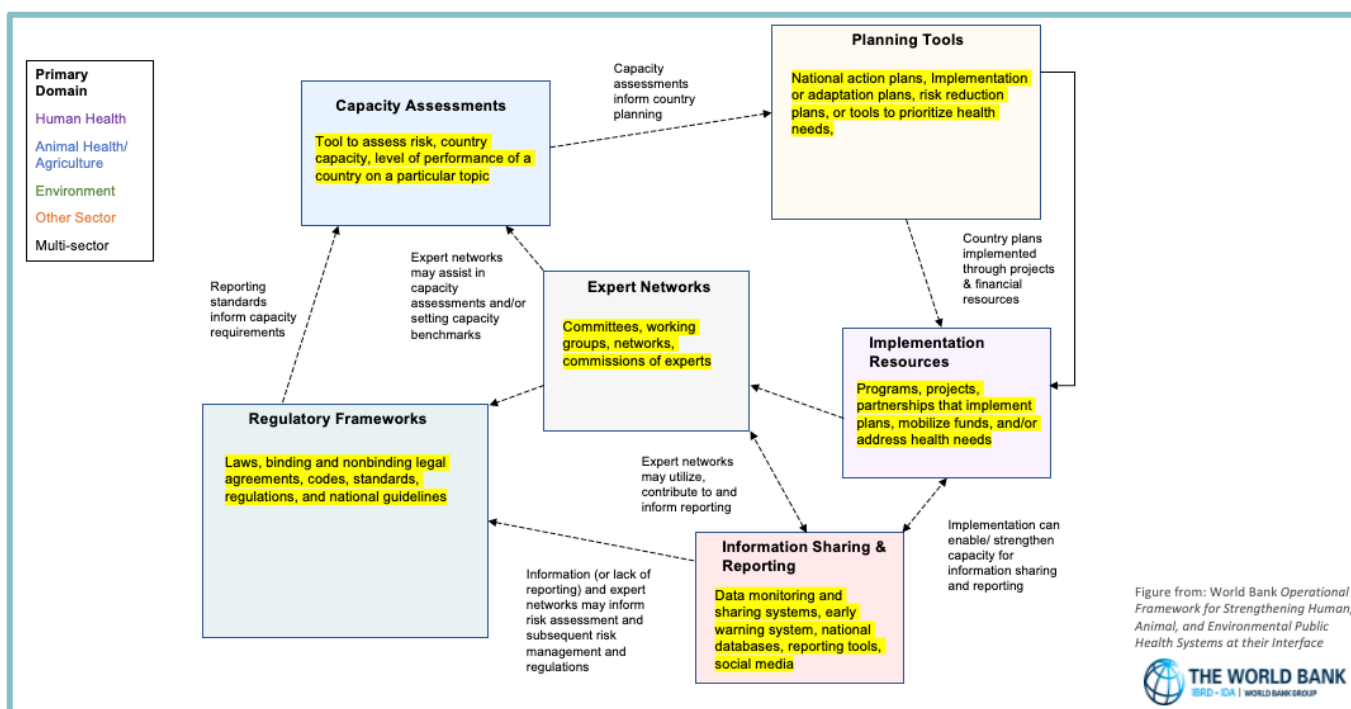 Primary
Domain
Human Health
Animal Health/
Agriculture
Environment
Other Sector
Multi-sector
Capacity Assessments
Tool to assess risk, country
capacity, level of performance of a
country on a particular topic
Capacity
assessments
inform country
planning
Planning Tools
National action plans, Implementation
or adaptation plans, risk reduction
plans, or tools to prioritize health
needs,
Reporting
standards
inform capacity
requirements
Expert networks
may assist in
capacity
assessments and/or
setting capacity
benchmarks
Expert Networks
Committees, working
groups, networks,
commissions of experts
Country plans
implemented
through projects
& financial
resources
Implementation
Resources
Programs, projects,
partnerships that implement
plans, mobilize funds, and/or
address health needs
Regulatory Frameworks
Laws, binding and nonbinding legal
agreements, codes, standards,
regulations, and national guidelines
Expert networks
may utilize,
contribute to and
inform reporting
Implementation can
enable/ strengthen
capacity for
information sharing
and reporting
Information (or lack of
reporting) and expert
networks may inform
risk assessment and
subsequent risk
management and
regulations
Information Sharing &
Reporting
Data monitoring and
sharing systems, early
warning system, national
databases, reporting tools,
social media
Figure from: World Bank Operational
Framework for Strengthening Human,
Animal, and Environmental Public
Health Systems at their Interface
THE WORLD BANK
IBRD • IDA | WORLD BANK GROUP